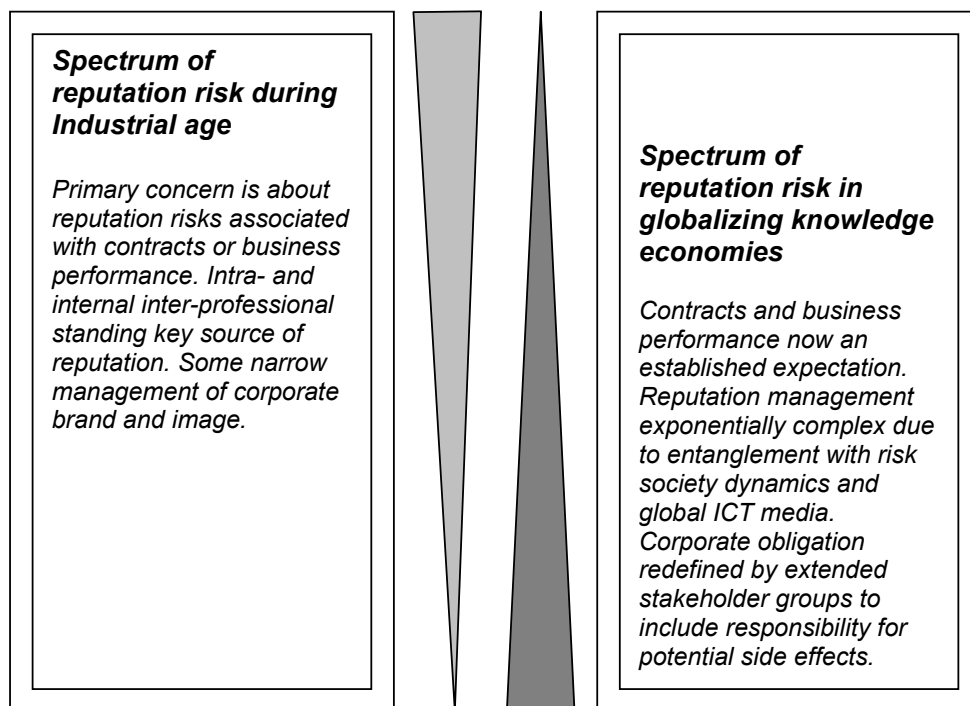 Spectrum of
reputation risk during
Industrial age
Primary concern is about
reputation risks associated
with contracts or business
performance. Intra- and
internal inter-professional
standing key source of
reputation. Some narrow
management of corporate
brand and image.
Spectrum of
reputation risk in
globalizing knowledge
economies
Contracts and business
performance now an
established expectation.
Reputation management
exponentially complex due
to entanglement with risk
society dynamics and
global ICT media.
Corporate obligation
redefined by extended
stakeholder groups to
include responsibility for
potential side effects.